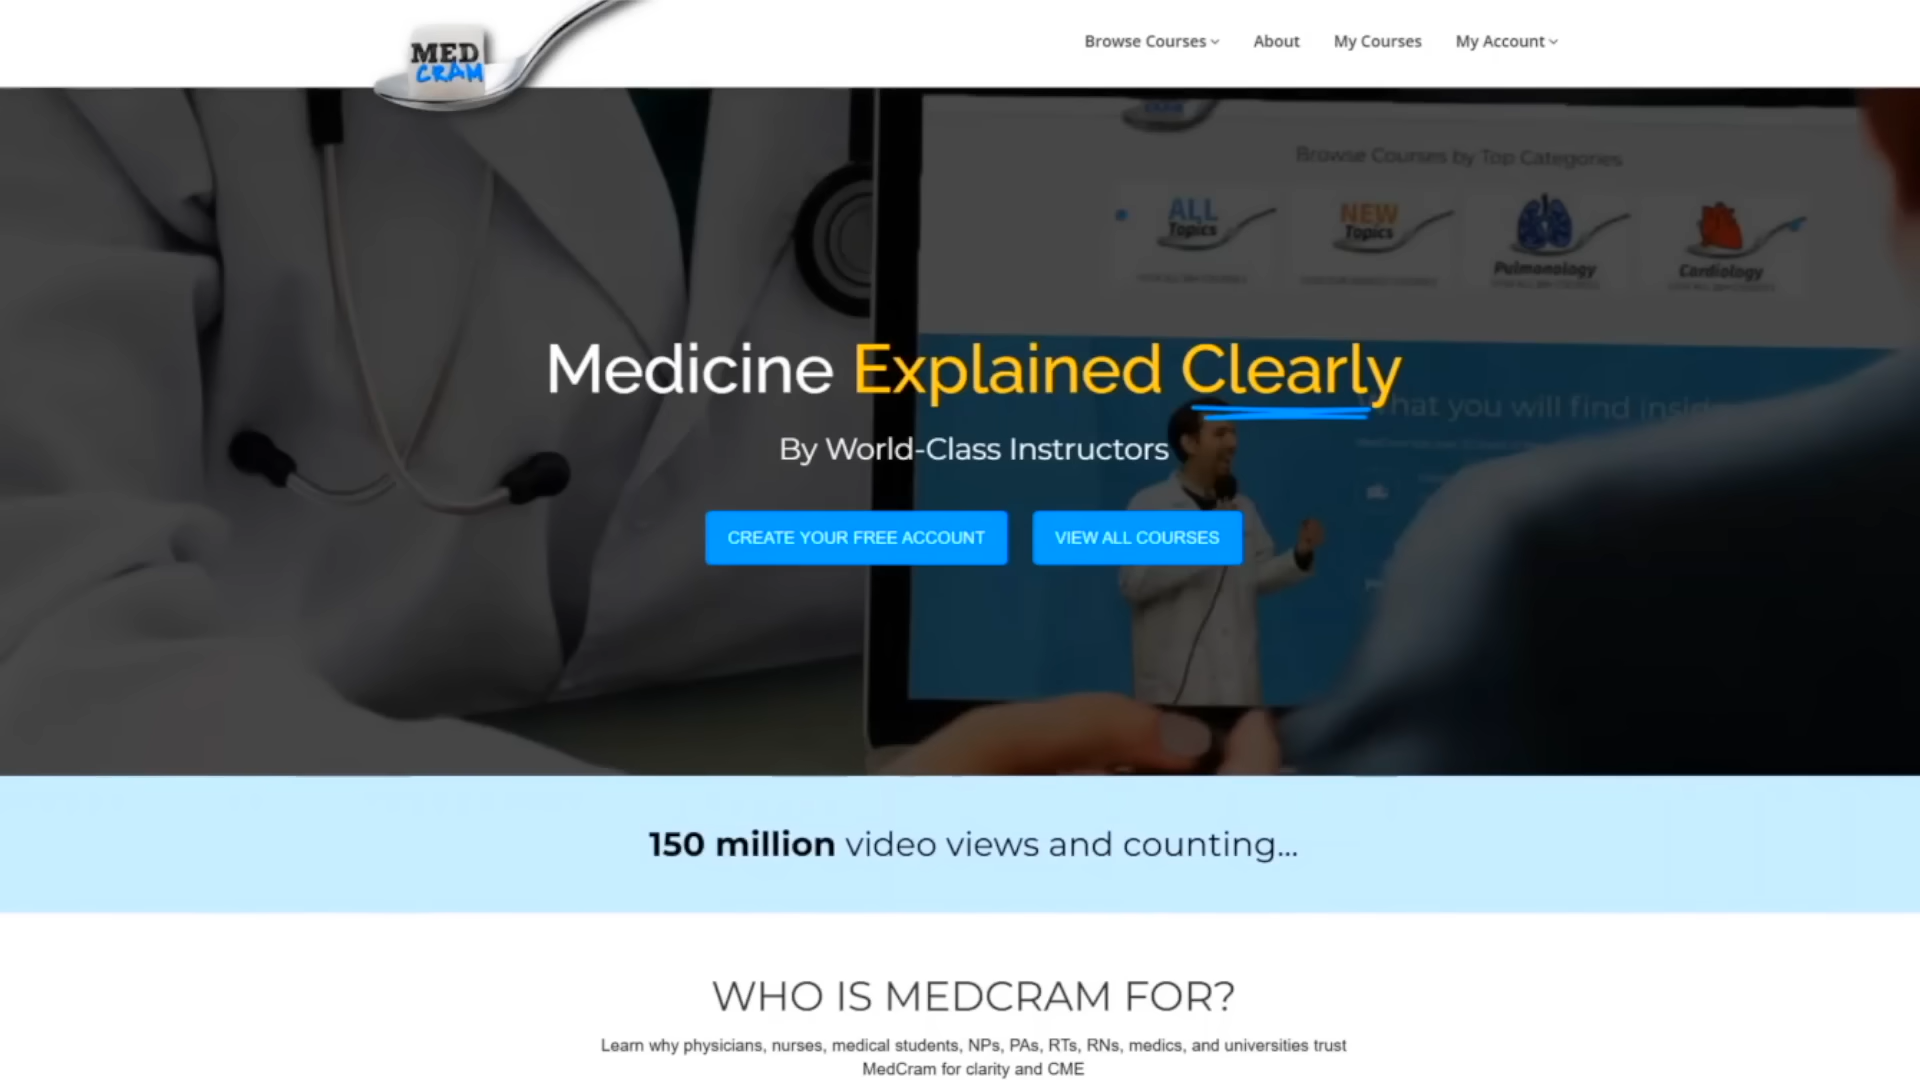 MED
CRAM
Browse Courses
About
My Courses
My Account
Browse Courses by Top Categories
ALL
Topics
NEW
Topics
Pulmonology
Cardiology
Medicine Explained Clearly
What you will find insid
By World-Class Instructors
CREATE YOUR FREE ACCOUNT
VIEW ALL COURSES
150 million video views and counting...
WHO IS MEDCRAM FOR?
Learn why physicians, nurses, medical students, NPs, PAs, RTs, RNs, medics, and universities trust
MedCram for clarity and CME